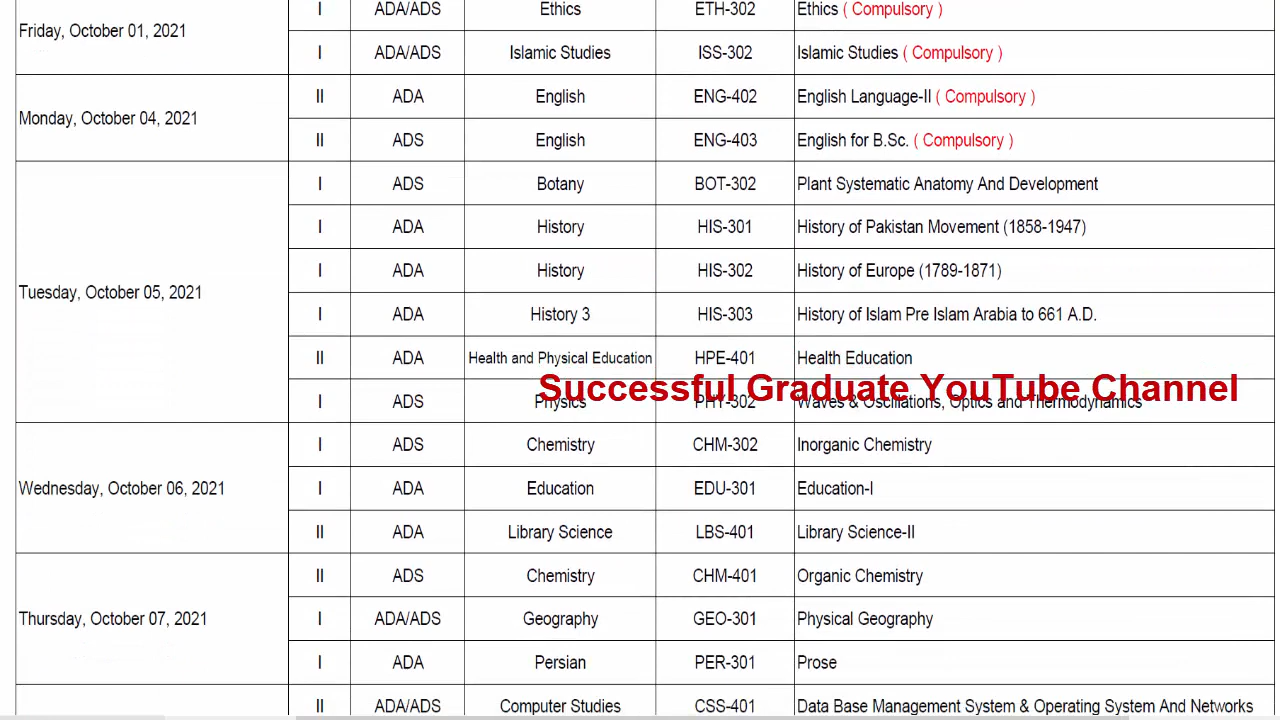 I ADA/ADS Ethics ETH-302 Ethics ( Compulsory )
Friday, October 01, 2021
I ADA/ADS Islamic Studies ISS-302 Islamic Studies ( Compulsory )
II ADA English ENG-402 English Language-II ( Compulsory )
Monday, October 04, 2021
II ADS English ENG-403 English for B.Sc. ( Compulsory )
I ADS Botany BOT-302 Plant Systematic Anatomy And Development
I ADA History HIS-301 History of Pakistan Movement (1858-1947)
I ADA History HIS-302 History of Europe (1789-1871)
Tuesday, October 05, 2021
I ADA History 3 HIS-303 History of Islam Pre Islam Arabia to 661 A.D.
II ADA Health and Physical Education HPE-401 Health Education
Successful Graduate YouTube Channel
I ADS Physics PHY-302 Waves & Oscillations, Optics and Thermodynamics
I ADS Chemistry CHM-302 Inorganic Chemistry
Wednesday, October 06, 2021 I ADA Education EDU-301 Education-I
II ADA Library Science LBS-401 Library Science-II
II ADS Chemistry CHM-401 Organic Chemistry
Thursday, October 07, 2021 I ADA/ADS Geography GEO-301 Physical Geography
I ADA Persian PER-301 Prose
II ADA/ADS Computer Studies CSS-401 Data Base Management System & Operating System And Networks